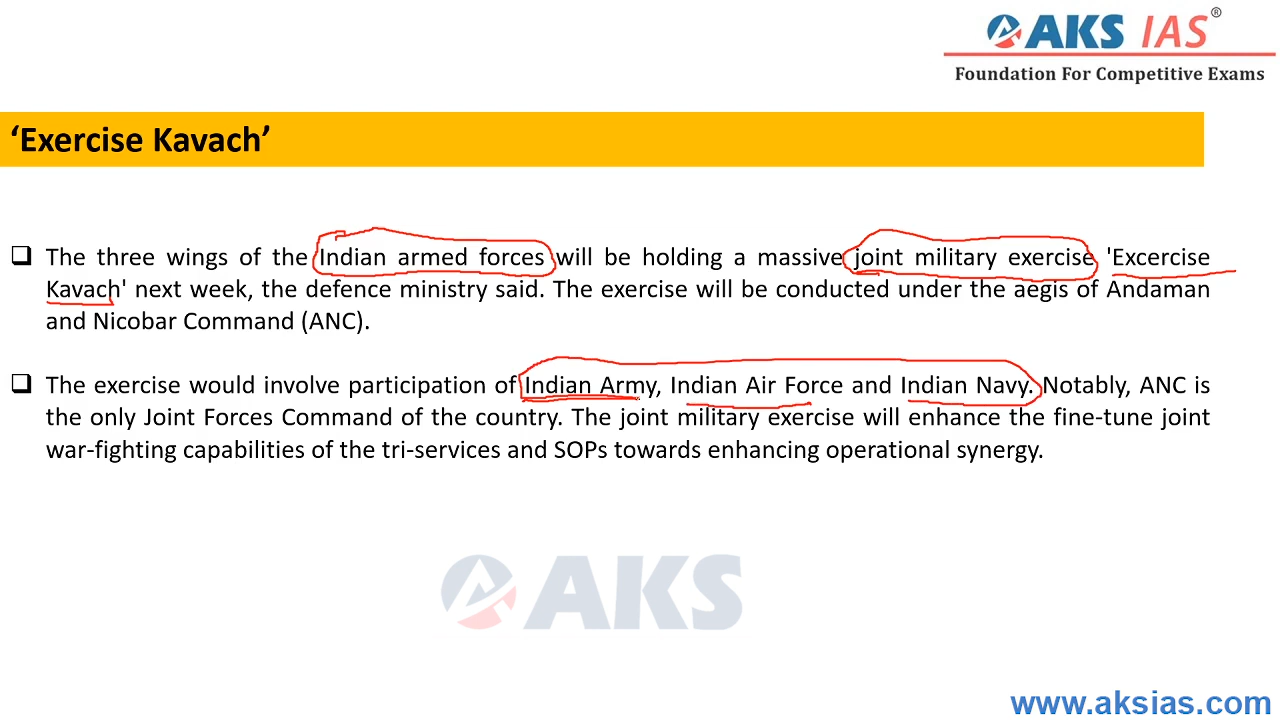 AKS IAS®
Foundation For Competitive Exams
‘Exercise Kavach’
❑ The three wings of the Indian armed forces will be holding a massive joint military exercise 'Excercise
Kavach' next week, the defence ministry said. The exercise will be conducted under the aegis of Andaman
and Nicobar Command (ANC).
❑ The exercise would involve participation of Indian Army, Indian Air Force and Indian Navy. Notably, ANC is
the only Joint Forces Command of the country. The joint military exercise will enhance the fine-tune joint
war-fighting capabilities of the tri-services and SOPs towards enhancing operational synergy.
AKS
www.aksias.com